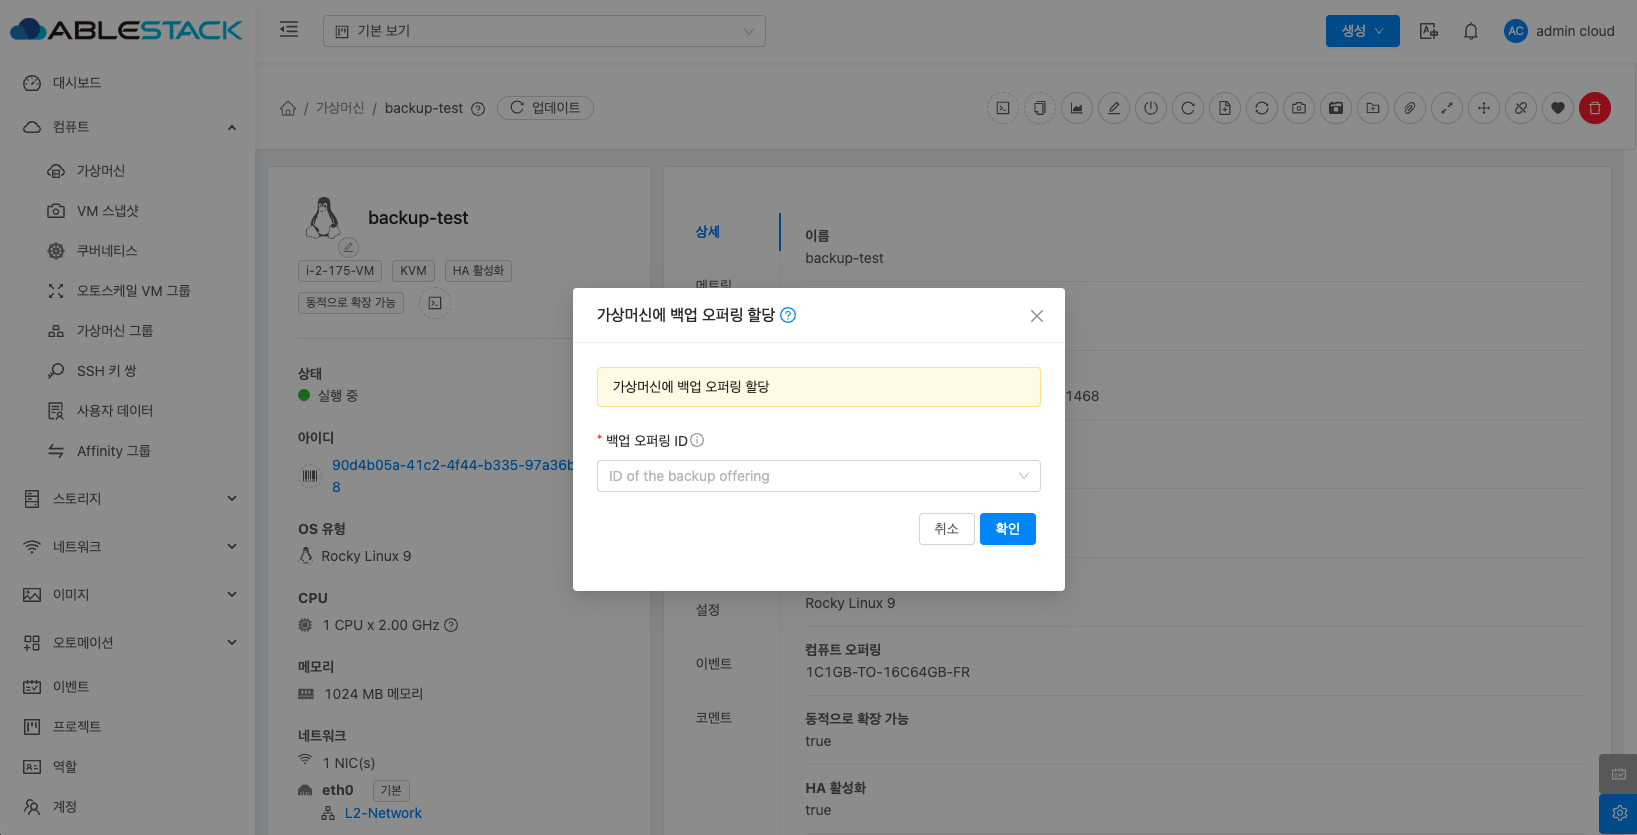 ABLESTACK
기본 보기
생성
AC
admin cloud
대시보드
컴퓨트
가상머신
VM 스냅샷
쿠버네티스
오토스케일 VM 그룹
가상머신 그룹
SSH 키 쌍
사용자 데이터
Affinity 그룹
스토리지
네트워크
이미지
오토메이션
이벤트
프로젝트
역할
계정
/ 가상머신 / backup-test
업데이트
backup-test
i-2-175-VM
KVM
HA 활성화
동적으로 확장 가능
상태
실행 중
아이디
90d4b05a-41c2-4f44-b335-97a36b
8
OS 유형
Rocky Linux 9
CPU
1 CPU x 2.00 GHz
메모리
1024 MB 메모리
네트워크
1 NIC(s)
eth0
기본
L2-Network
상세
메트릭
설정
이벤트
코멘트
이름
backup-test
1468
Rocky Linux 9
컴퓨트 오퍼링
1C1GB-TO-16C64GB-FR
동적으로 확장 가능
true
HA 활성화
true
가상머신에 백업 오퍼링 할당
가상머신에 백업 오퍼링 할당
* 백업 오퍼링 ID
ID of the backup offering
취소
확인